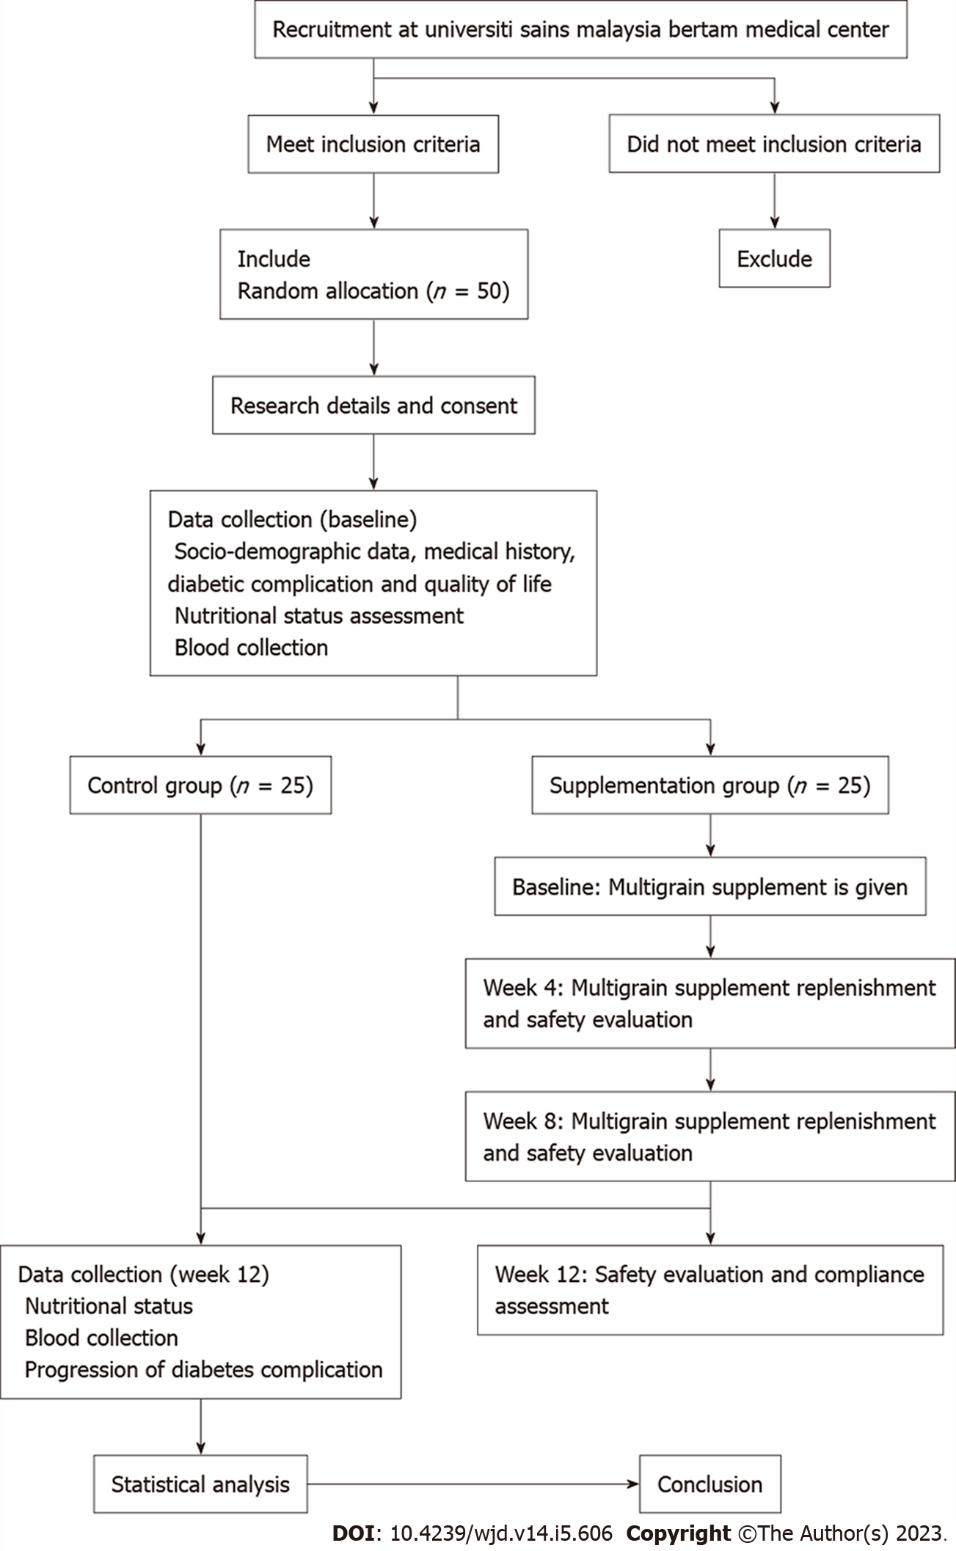 Recruitment at universiti sains malaysia bertam medical center
Meet inclusion criteria
Did not meet inclusion criteria
Include
Random allocation (n = 50)
Exclude
Research details and consent
Data collection (baseline)
Socio-demographic data, medical history,
diabetic complication and quality of life
Nutritional status assessment
Blood collection
Control group (n = 25)
Supplementation group (n = 25)
Baseline: Multigrain supplement is given
Week 4: Multigrain supplement replenishment
and safety evaluation
Week 8: Multigrain supplement replenishment
and safety evaluation
Data collection (week 12)
Nutritional status
Blood collection
Progression of diabetes complication
Week 12: Safety evaluation and compliance
assessment
Statistical analysis
Conclusion
DOI: 10.4239/wjd.v14.i5.606 Copyright ©The Author(s) 2023.